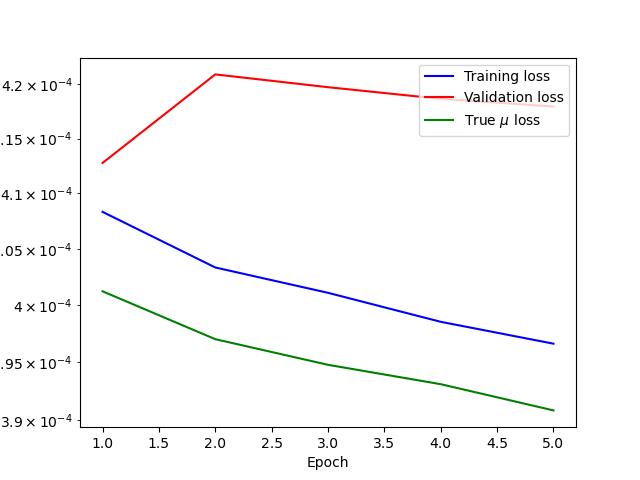 4.2 × 10⁻⁴
.15 × 10⁻⁴
4.1 × 10⁻⁴
.05 × 10⁻⁴
4 × 10⁻⁴
.95 × 10⁻⁴
3.9 × 10⁻⁴
Training loss
Validation loss
True μ loss
1.0 1.5 2.0 2.5 3.0 3.5 4.0 4.5 5.0
Epoch